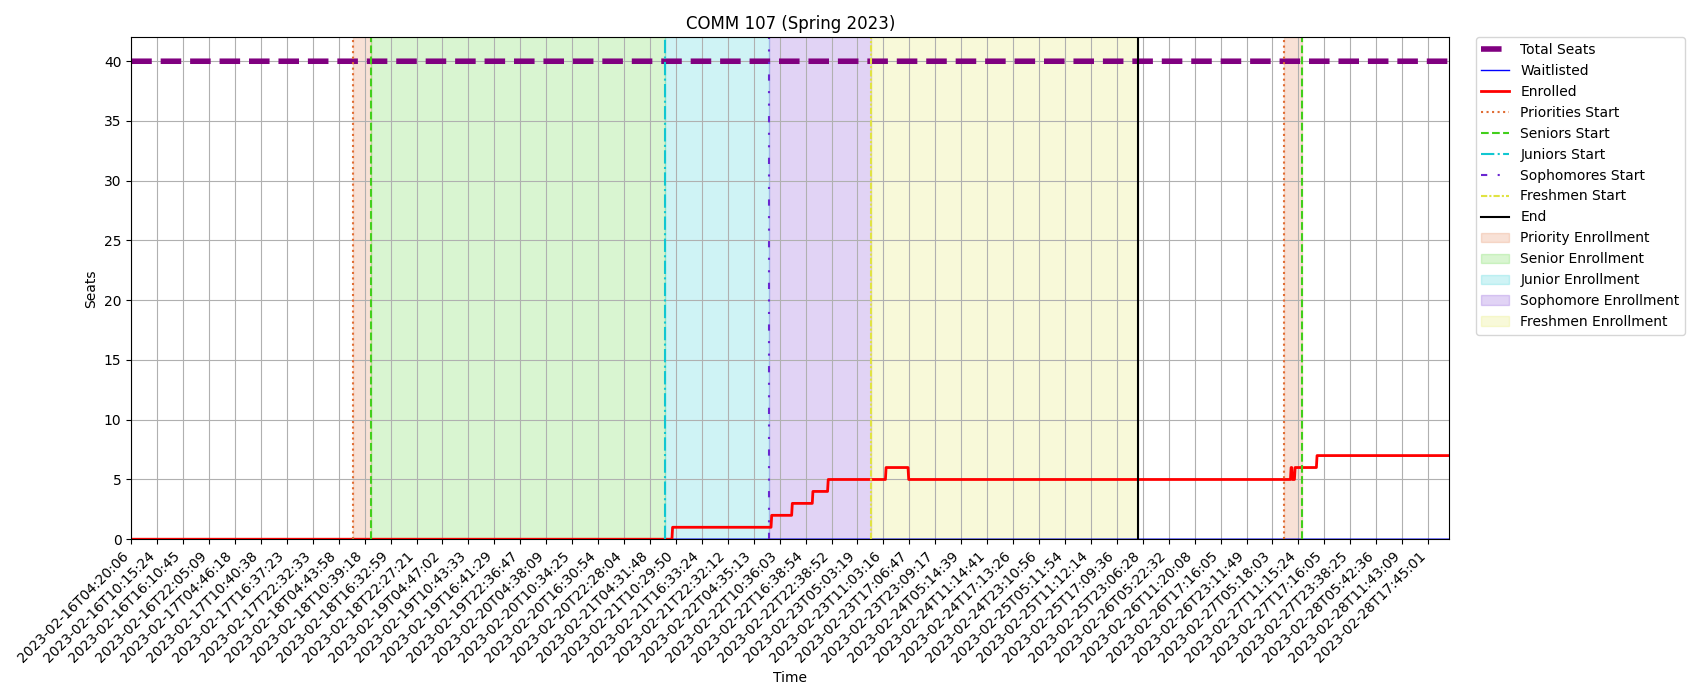 COMM 107 (Spring 2023)
Seats
40
35
30
25
20
15
10
5
0
2023-02-16T04:20:06
2023-02-16T10:15:24
2023-02-16T16:10:45
2023-02-16T22:05:09
2023-02-17T04:46:18
2023-02-17T10:40:38
2023-02-17T16:37:23
2023-02-17T22:32:33
2023-02-18T04:43:58
2023-02-18T10:39:18
2023-02-18T16:32:59
2023-02-18T22:27:21
2023-02-19T04:47:02
2023-02-19T10:43:33
2023-02-19T16:41:29
2023-02-19T22:36:47
2023-02-20T04:38:09
2023-02-20T10:34:25
2023-02-20T16:30:54
2023-02-20T22:28:04
2023-02-21T04:31:48
2023-02-21T10:29:50
2023-02-21T16:33:24
2023-02-21T22:32:12
2023-02-22T04:35:13
2023-02-22T10:36:03
2023-02-22T16:38:54
2023-02-22T22:38:52
2023-02-23T05:03:19
2023-02-23T11:03:16
2023-02-23T17:06:47
2023-02-23T23:09:17
2023-02-24T05:14:39
2023-02-24T11:14:41
2023-02-24T17:13:26
2023-02-24T23:10:56
2023-02-25T05:11:54
2023-02-25T11:12:14
2023-02-25T17:09:36
2023-02-25T23:06:28
2023-02-26T05:22:32
2023-02-26T11:20:08
2023-02-26T17:16:05
2023-02-26T23:11:49
2023-02-27T05:18:03
2023-02-27T11:15:24
2023-02-27T17:16:05
2023-02-27T23:38:25
2023-02-28T05:42:36
2023-02-28T11:43:09
2023-02-28T17:45:01
Time
Total Seats
Waitlisted
Enrolled
Priorities Start
Seniors Start
Juniors Start
Sophomores Start
Freshmen Start
End
Priority Enrollment
Senior Enrollment
Junior Enrollment
Sophomore Enrollment
Freshmen Enrollment